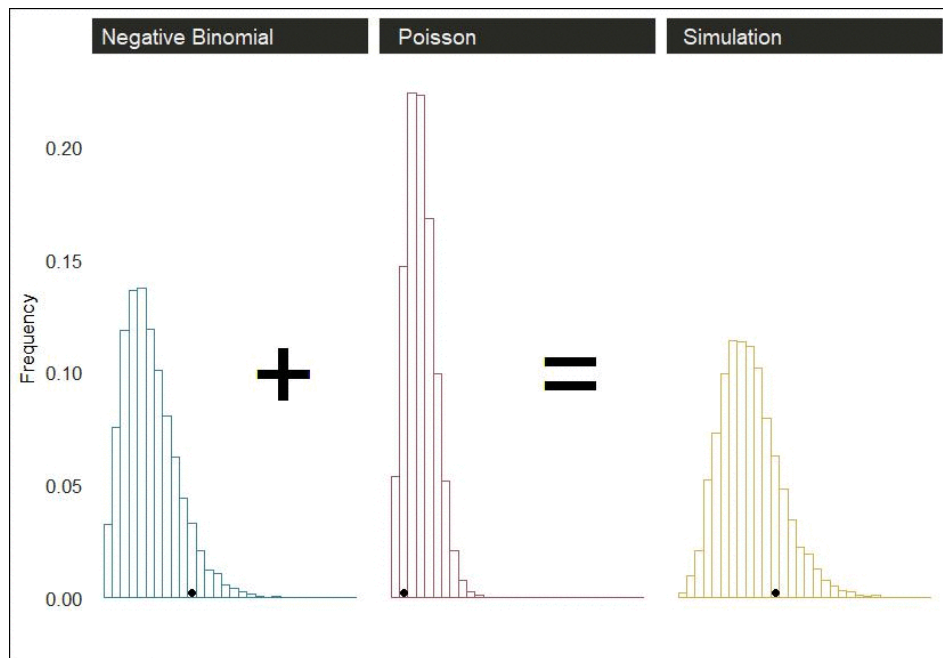 Negative Binomial
Poisson
Simulation
Frequency
0.20
0.15
0.10
0.05
0.00
+
=